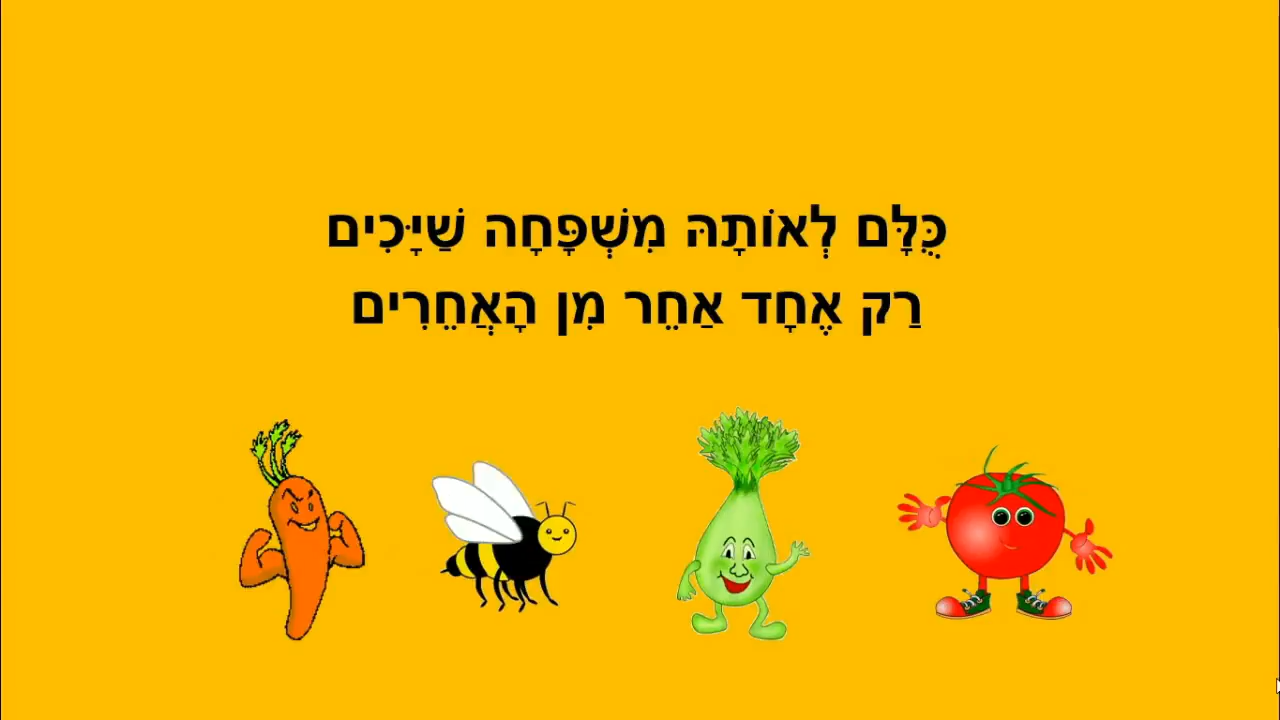 כֻּלָּם לְאוֹתָהּ מִשְׁפָּחָה שַׁיָּכִים
רַק אֶחָד אַחֵר מִן הָאֲחֵרִים